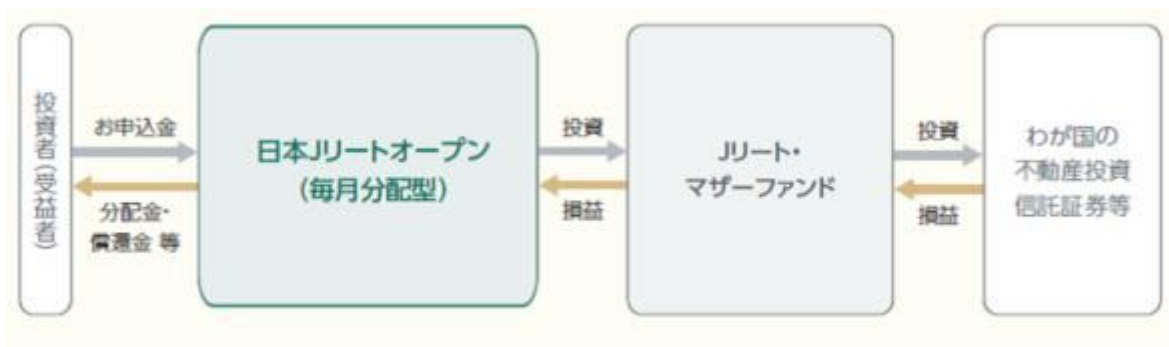 投資者（受益者）
お申込金
分配金・
償還金 等
日本Jリートオープン
（毎月分配型）
投資
損益
Jリート・
マザーファンド
投資
損益
わが国の
不動産投資
信託証券等